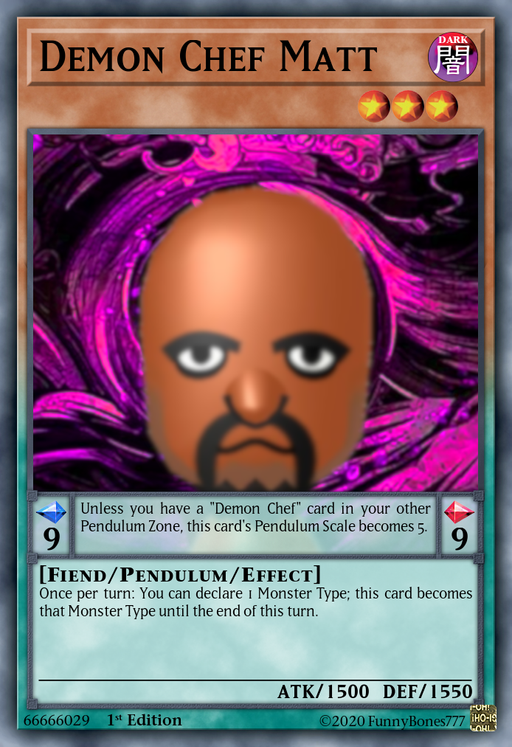 Demon Chef Matt
DARK
闇
Unless you have a "Demon Chef" card in your other
Pendulum Zone, this card's Pendulum Scale becomes 5.
9
9
[Fiend/Pendulum/Effect]
Once per turn: You can declare 1 Monster Type; this card becomes
that Monster Type until the end of this turn.
ATK/1500 DEF/1550
66666029 1st Edition ©2020 FunnyBones777